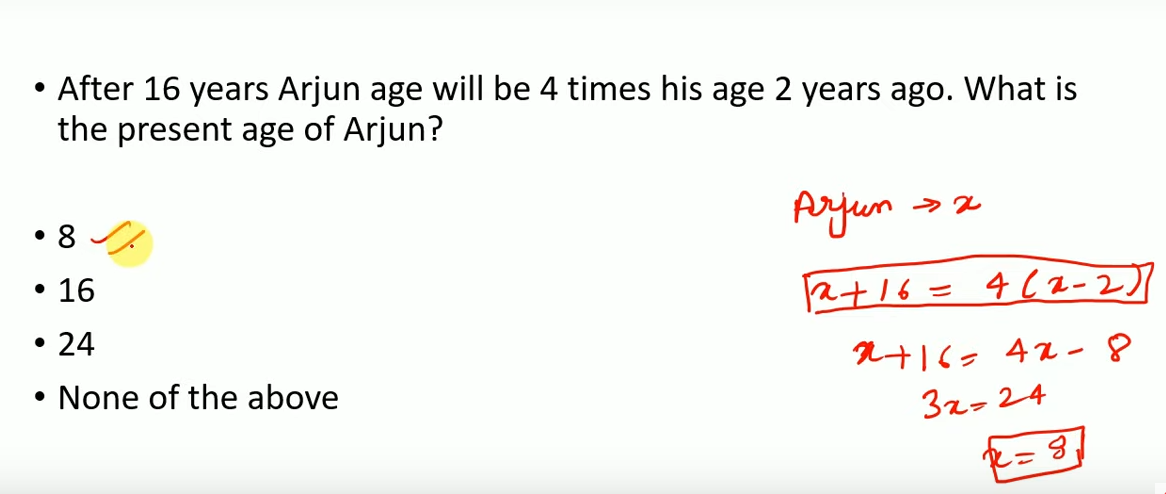 • After 16 years Arjun age will be 4 times his age 2 years ago. What is
the present age of Arjun?
• 8
• 16
• 24
• None of the above
Arjun → x
x+16 = 4(x-2)
x+16 = 4x - 8
3x = 24
x = 8